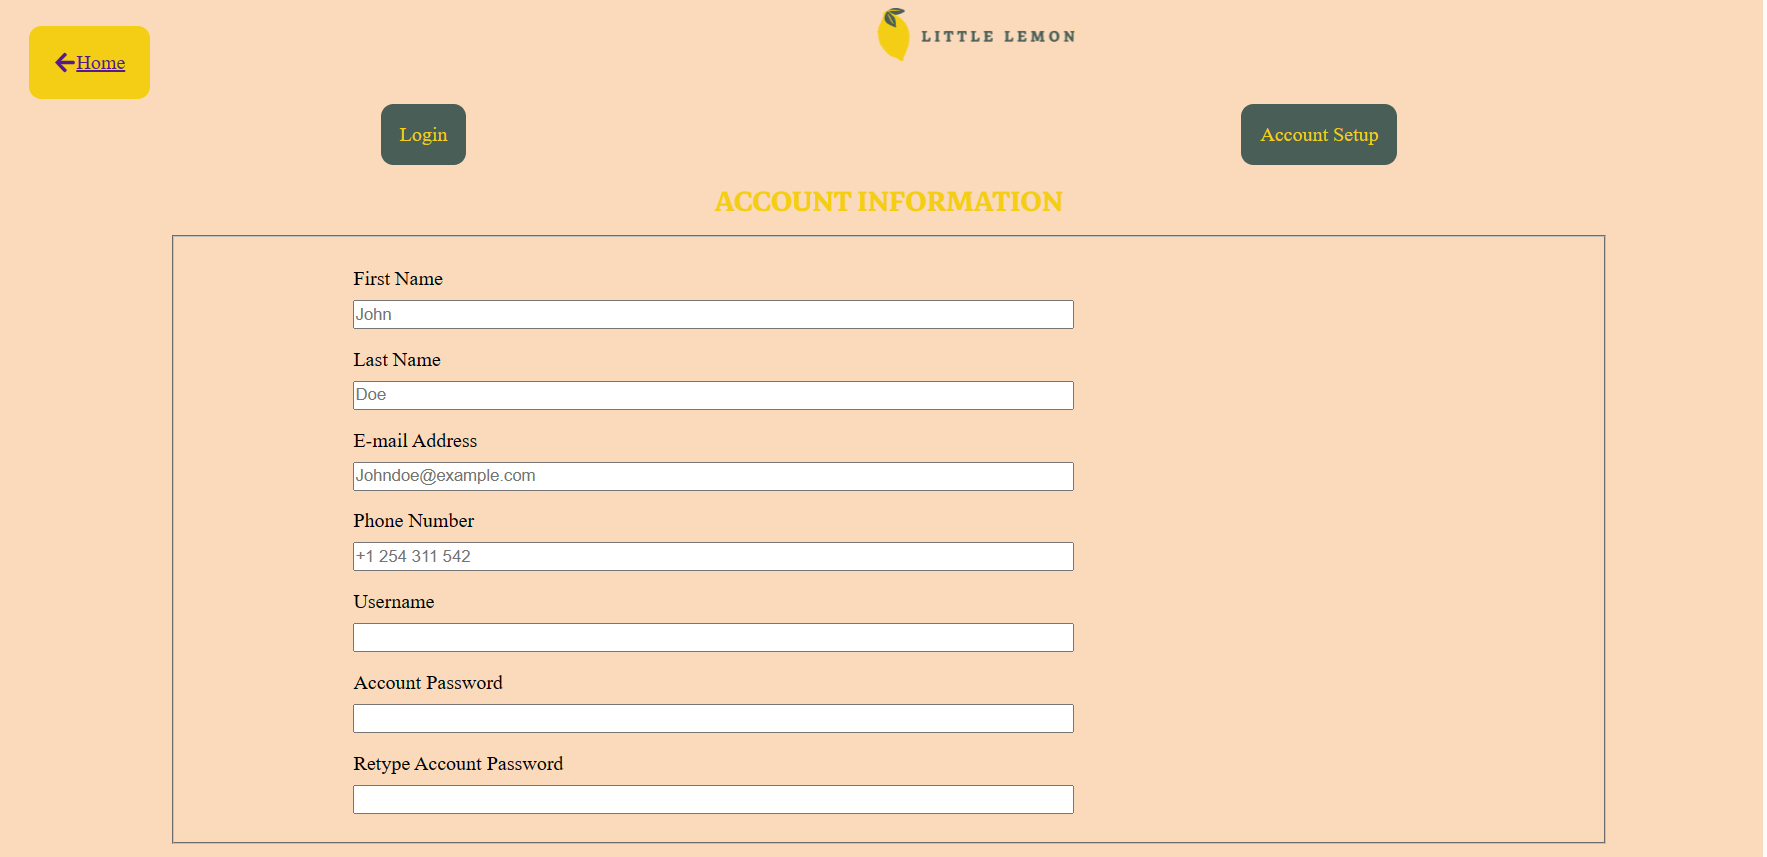 LITTLE LEMON
Home
Login
Account Setup
ACCOUNT INFORMATION
First Name
John
Last Name
Doe
E-mail Address
Johndoe@example.com
Phone Number
+1 254 311 542
Username
Account Password
Retype Account Password